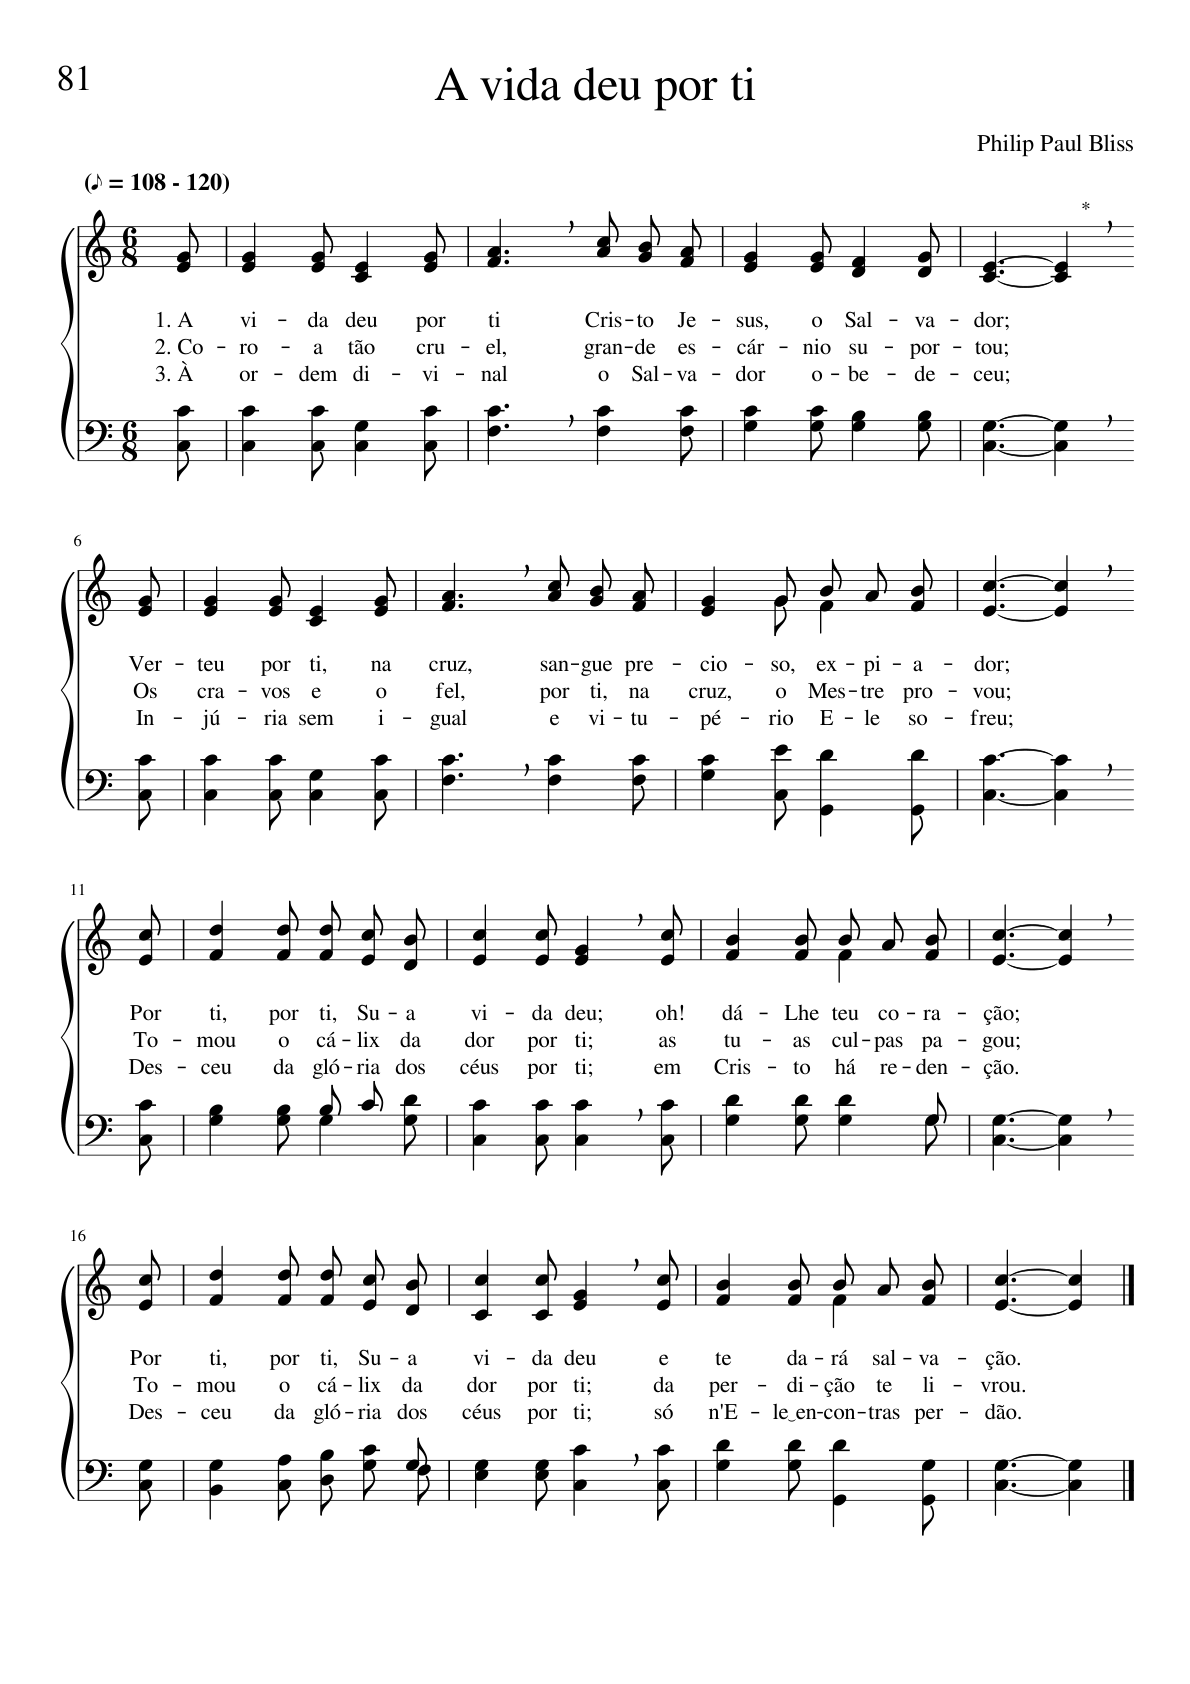 81
A vida deu por ti
Philip Paul Bliss
(♪ = 108 - 120)
*
1. A vi - da deu por ti Cris - to Je - sus, o Sal - va - dor;
2. Co - ro - a tão cru - el, gran - de es - cár - nio su - por - tou;
3. À or - dem di - vi - nal o Sal - va - dor o - be - de - ceu;
6
Ver - teu por ti, na cruz, san - gue pre - cio - so, ex - pi - a - dor;
Os cra - vos e o fel, por ti, na cruz, o Mes - tre pro - vou;
In - jú - ria sem i - gual e vi - tu - pé - rio E - le so - freu;
11
Por ti, por ti, Su - a vi - da deu; oh! dá - Lhe teu co - ra - ção;
To - mou o cá - lix da dor por ti; as tu - as cul - pas pa - gou;
Des - ceu da gló - ria dos céus por ti; em Cris - to há re - den - ção.
16
Por ti, por ti, Su - a vi - da deu e te da - rá sal - va - ção.
To - mou o cá - lix da dor por ti; da per - di - ção te li - vrou.
Des - ceu da gló - ria dos céus por ti; só n'E - le‿en - con - tras per - dão.